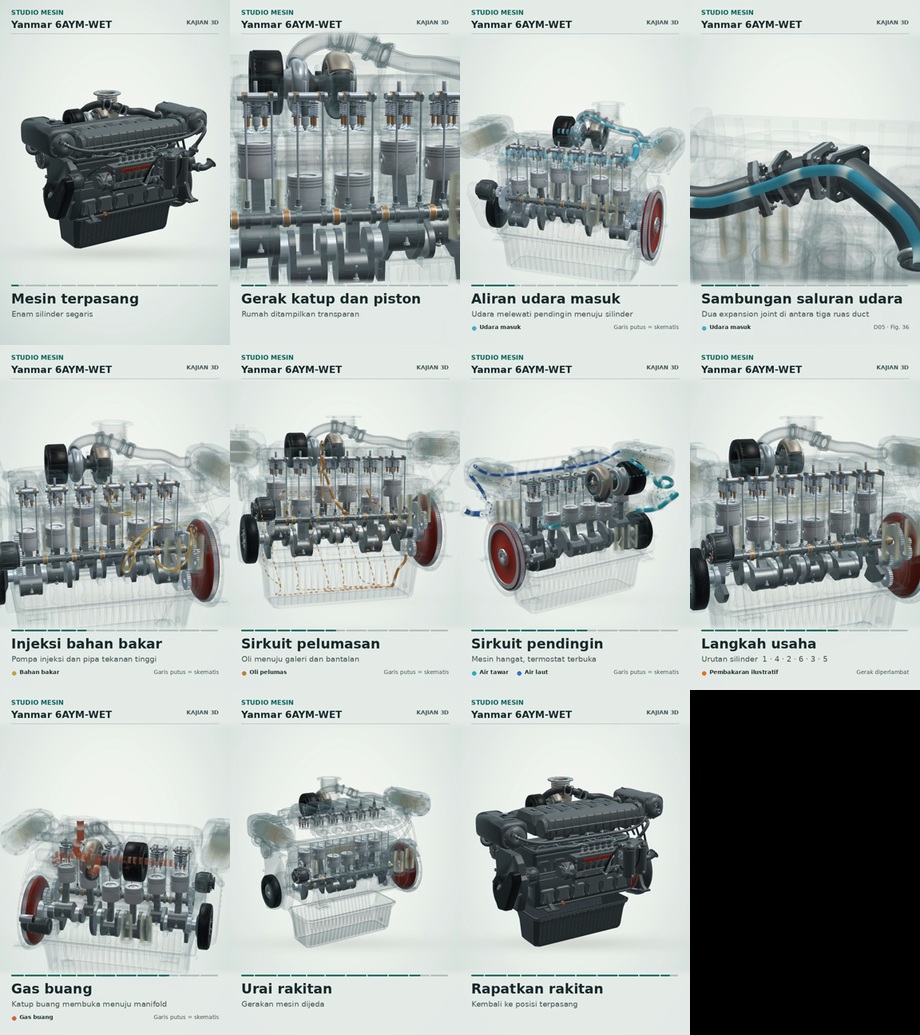 STUDIO MESIN
Yanmar 6AYM-WET
KAJIAN 3D
Mesin terpasang
Enam silinder segaris
Gerak katup dan piston
Rumah ditampilkan transparan
STUDIO MESIN
Yanmar 6AYM-WET
KAJIAN 3D
Aliran udara masuk
Udara melewati pendingin menuju silinder
Udara masuk
Garis putus = skematis
STUDIO MESIN
Yanmar 6AYM-WET
KAJIAN 3D
Sambungan saluran udara
Dua expansion joint di antara tiga ruas duct
Udara masuk
D05 · Fig. 36
STUDIO MESIN
Yanmar 6AYM-WET
KAJIAN 3D
Injeksi bahan bakar
Pompa injeksi dan pipa tekanan tinggi
Bahan bakar
Garis putus = skematis
STUDIO MESIN
Yanmar 6AYM-WET
KAJIAN 3D
Sirkuit pelumasan
Oli menuju galeri dan bantalan
Oli pelumas
Garis putus = skematis
STUDIO MESIN
Yanmar 6AYM-WET
KAJIAN 3D
Sirkuit pendingin
Mesin hangat, termostat terbuka
Air tawar
Air laut
Garis putus = skematis
STUDIO MESIN
Yanmar 6AYM-WET
KAJIAN 3D
Langkah usaha
Urutan silinder 1 · 4 · 2 · 6 · 3 · 5
Pembakaran ilustratif
Gerak diperlambat
STUDIO MESIN
Yanmar 6AYM-WET
KAJIAN 3D
Gas buang
Katup buang membuka menuju manifold
Gas buang
Garis putus = skematis
STUDIO MESIN
Yanmar 6AYM-WET
KAJIAN 3D
Urai rakitan
Gerakan mesin dijeda
STUDIO MESIN
Yanmar 6AYM-WET
KAJIAN 3D
Rapatkan rakitan
Kembali ke posisi terpasang
STUDIO MESIN
Yanmar 6AYM-WET
KAJIAN 3D